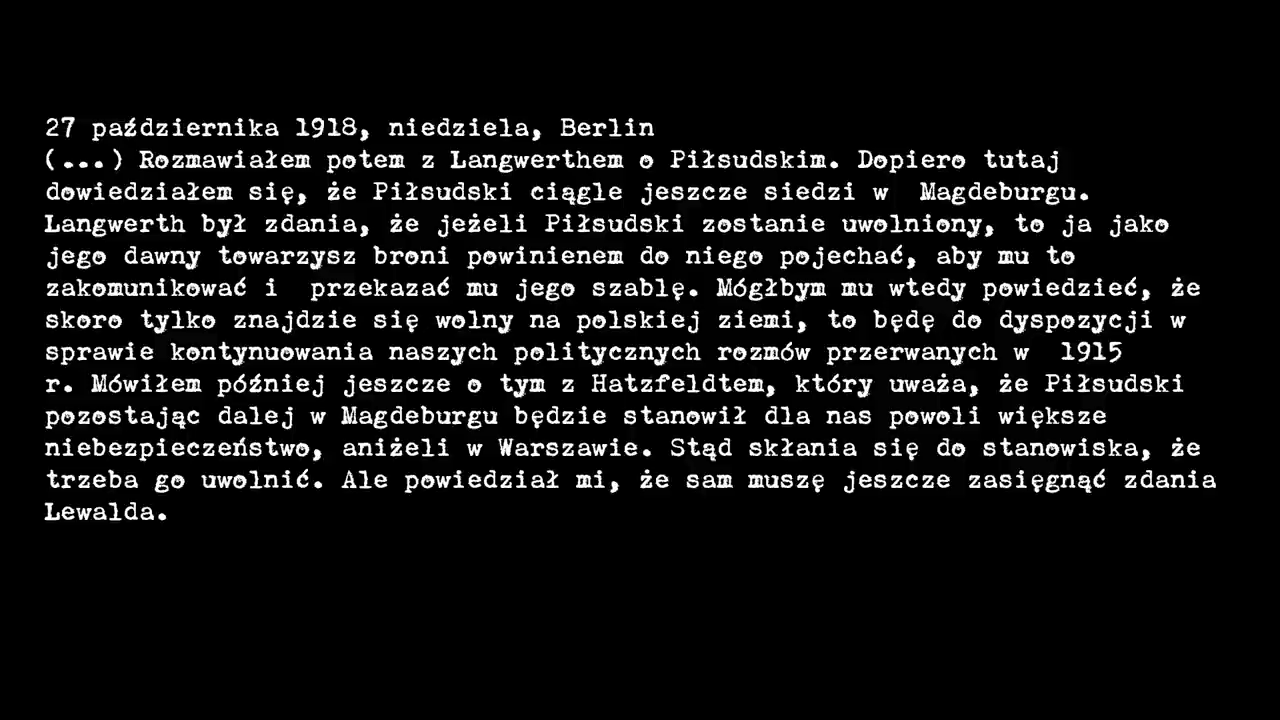 27 października 1918, niedziela, Berlin
(...) Rozmawiałem potem z Langwerthem o Piłsudskim. Dopiero tutaj
dowiedziałem się, że Piłsudski ciągle jeszcze siedzi w  Magdeburgu.
Langwerth był zdania, że jeżeli Piłsudski zostanie uwolniony, to ja jako
jego dawny towarzysz broni powinienem do niego pojechać, aby mu to
zakomunikować i  przekazać mu jego szablę. Mógłbym mu wtedy powiedzieć, że
skoro tylko znajdzie się wolny na polskiej ziemi, to będę do dyspozycji w
sprawie kontynuowania naszych politycznych rozmów przerwanych w  1915
r. Mówiłem później jeszcze o tym z Hatzfeldtem, który uważa, że Piłsudski
pozostając dalej w Magdeburgu będzie stanowił dla nas powoli większe
niebezpieczeństwo, aniżeli w Warszawie. Stąd skłania się do stanowiska, że
trzeba go uwolnić. Ale powiedział mi, że sam muszę jeszcze zasięgnąć zdania
Lewalda.